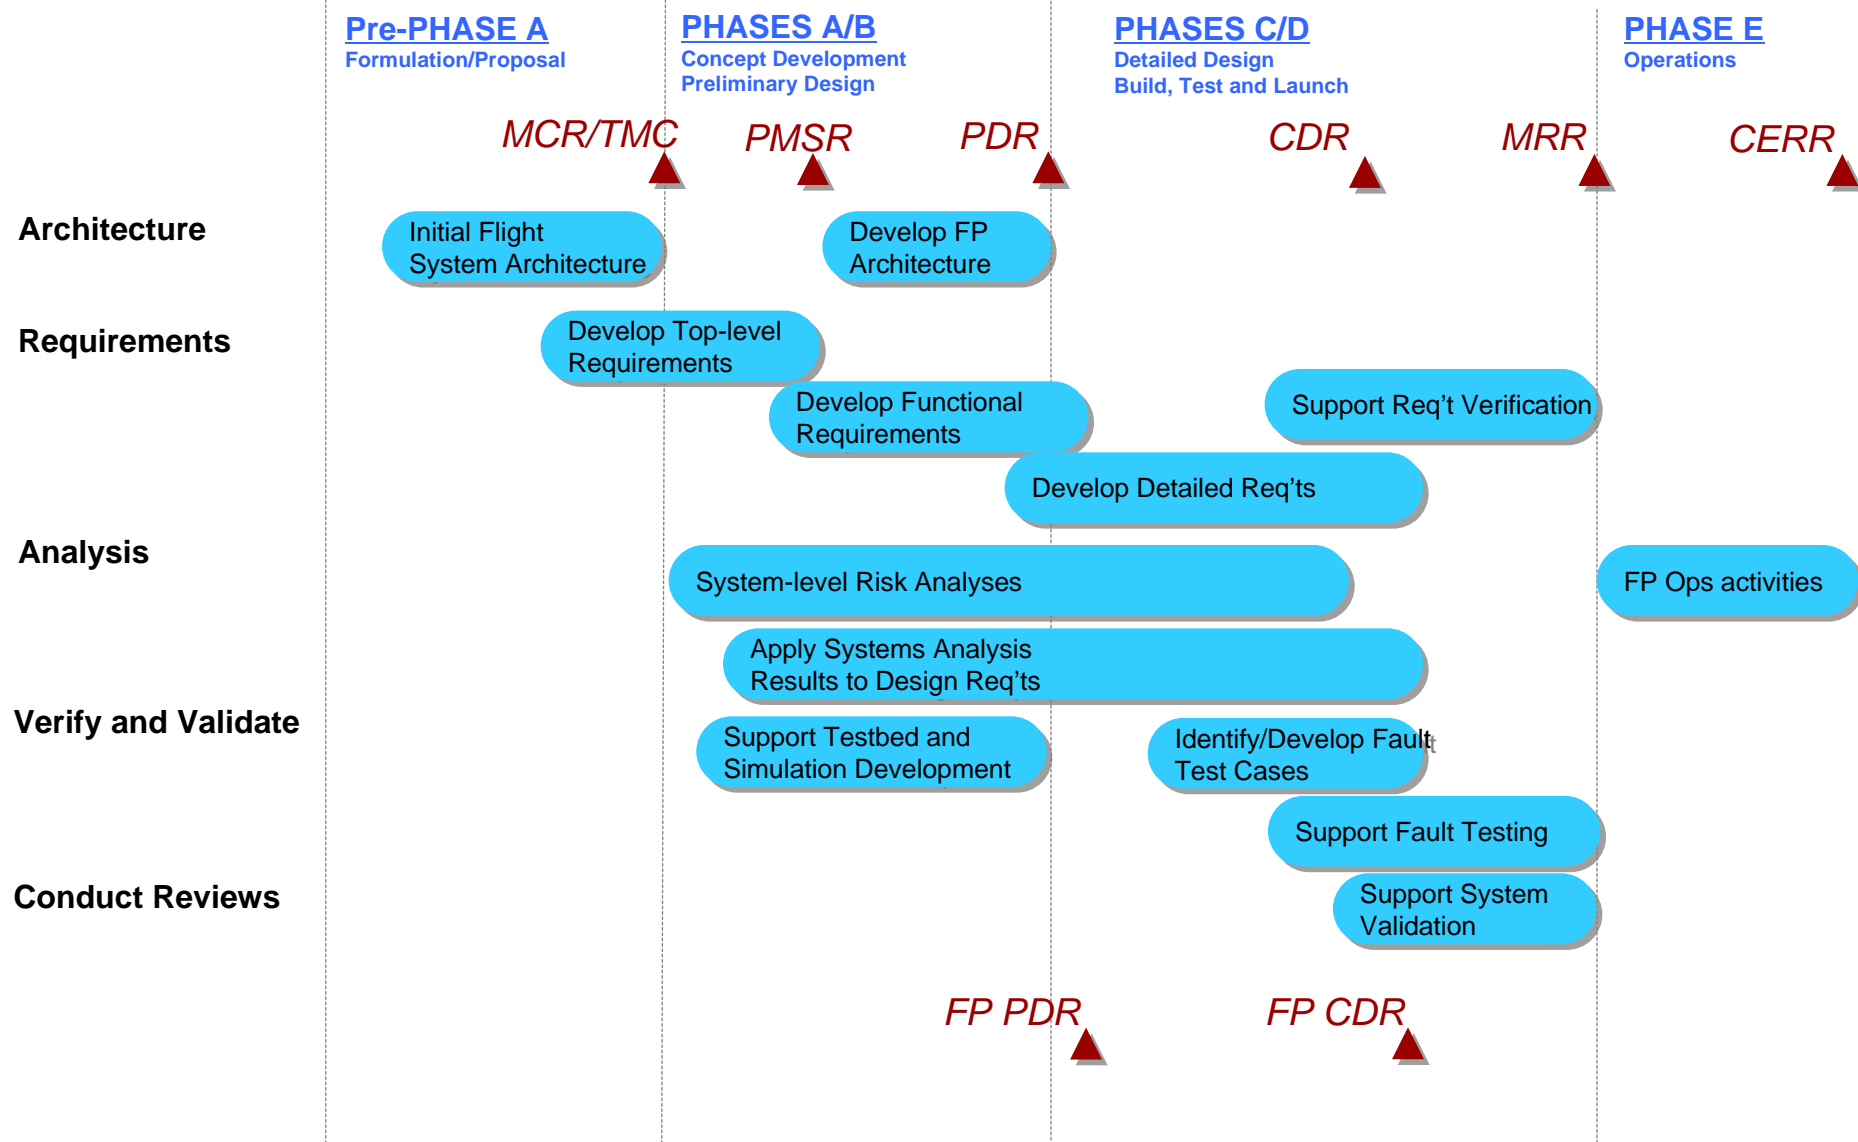 Pre-PHASE A
Formulation/Proposal
PHASES A/B
Concept Development
Preliminary Design
PHASES C/D
Detailed Design
Build, Test and Launch
PHASE E
Operations
MCR/TMC
PMSR
PDR
CDR
MRR
CERR
Architecture
Initial Flight
System Architecture
Develop FP
Architecture
Requirements
Develop Top-level
Requirements
Develop Functional
Requirements
Support Req't Verification
Develop Detailed Req'ts
Analysis
System-level Risk Analyses
FP Ops activities
Apply Systems Analysis
Results to Design Req'ts
Verify and Validate
Support Testbed and
Simulation Development
Identify/Develop Fault
Test Cases
Support Fault Testing
Conduct Reviews
Support System
Validation
FP PDR
FP CDR